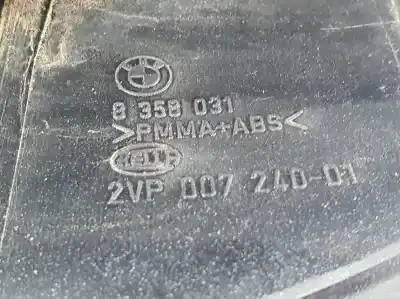 8 358 031
>PMMA+ABS<
HELLA
2VP 007 240-01